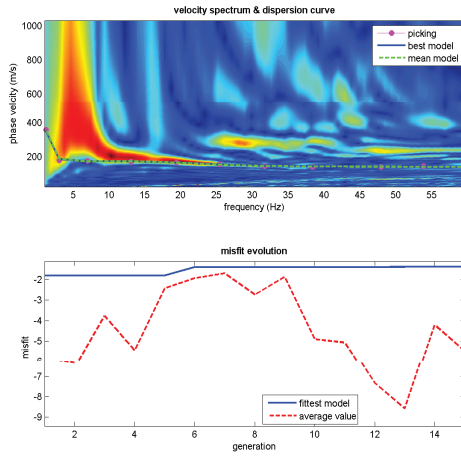 velocity spectrum & dispersion curve
phase velcity (m/s)
1000
800
600
400
200
picking
best model
mean model
5 10 15 20 25 30 35 40 45 50 55
frequency (Hz)
misfit evolution
misfit
-2
-3
-4
-5
-7
-8
-9
fittest model
average value
2 4 6 8 10 12 14
generation